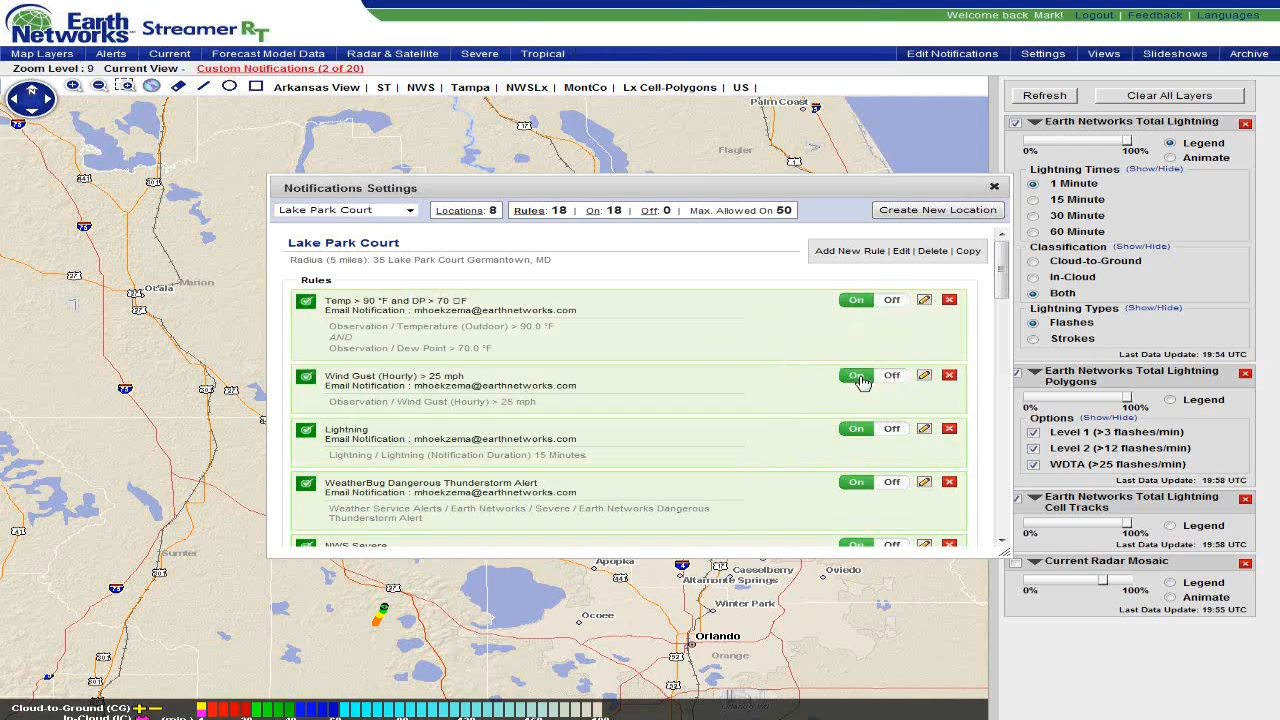 Earth Networks
Streamer RT
Welcome back Mark! Logout | Feedback | Languages
Map Layers Alerts Current Forecast Model Data Radar & Satellite Severe Tropical Edit Notifications Settings Views Slideshows Archive
Zoom Level : 9 Current View - Custom Notifications (2 of 20)
Arkansas View | ST | NWS | Tampa | NWSLx | MontCo | Lx Cell-Polygons | US |
Palm Coast
Flagler
Ocala
Marion
Sumter
Notifications Settings
Lake Park Court Locations: 8 Rules: 18 | On: 18 | Off: 0 | Max. Allowed On 50 Create New Location
Lake Park Court
Radius (5 miles): 35 Lake Park Court Germantown, MD
Add New Rule | Edit | Delete | Copy
Rules
Temp > 90 °F and DP > 70 □F
Email Notification : mhoekzema@earthnetworks.com
On Off
Observation / Temperature (Outdoor) > 90.0 °F
AND
Observation / Dew Point > 70.0 °F
Wind Gust (Hourly) > 25 mph
Email Notification : mhoekzema@earthnetworks.com
On Off
Observation / Wind Gust (Hourly) > 25 mph
Lightning
Email Notification : mhoekzema@earthnetworks.com
On Off
Lightning / Lightning (Notification Duration) 15 Minutes
WeatherBug Dangerous Thunderstorm Alert
Email Notification : mhoekzema@earthnetworks.com
On Off
Weather Service Alerts / Earth Networks / Severe / Earth Networks Dangerous
Thunderstorm Alert
NWS Severe
On Off
Apopka
Casselberry
Oviedo
Altamonte Springs
Winter Park
Ocoee
Orlando
Orange
Refresh Clear All Layers
Earth Networks Total Lightning
0% 100%
Legend
Animate
Lightning Times (Show/Hide)
1 Minute
15 Minute
30 Minute
60 Minute
Classification (Show/Hide)
Cloud-to-Ground
In-Cloud
Both
Lightning Types (Show/Hide)
Flashes
Strokes
Last Data Update: 19:54 UTC
Earth Networks Total Lightning
Polygons
0% 100%
Legend
Options (Show/Hide)
Level 1 (>3 flashes/min)
Level 2 (>12 flashes/min)
WDTA (>25 flashes/min)
Last Data Update: 19:58 UTC
Earth Networks Total Lightning
Cell Tracks
0% 100%
Legend
Last Data Update: 19:58 UTC
Current Radar Mosaic
0% 100%
Legend
Animate
Last Data Update: 19:55 UTC
Cloud-to-Ground (CG)
In-Cloud (IC)